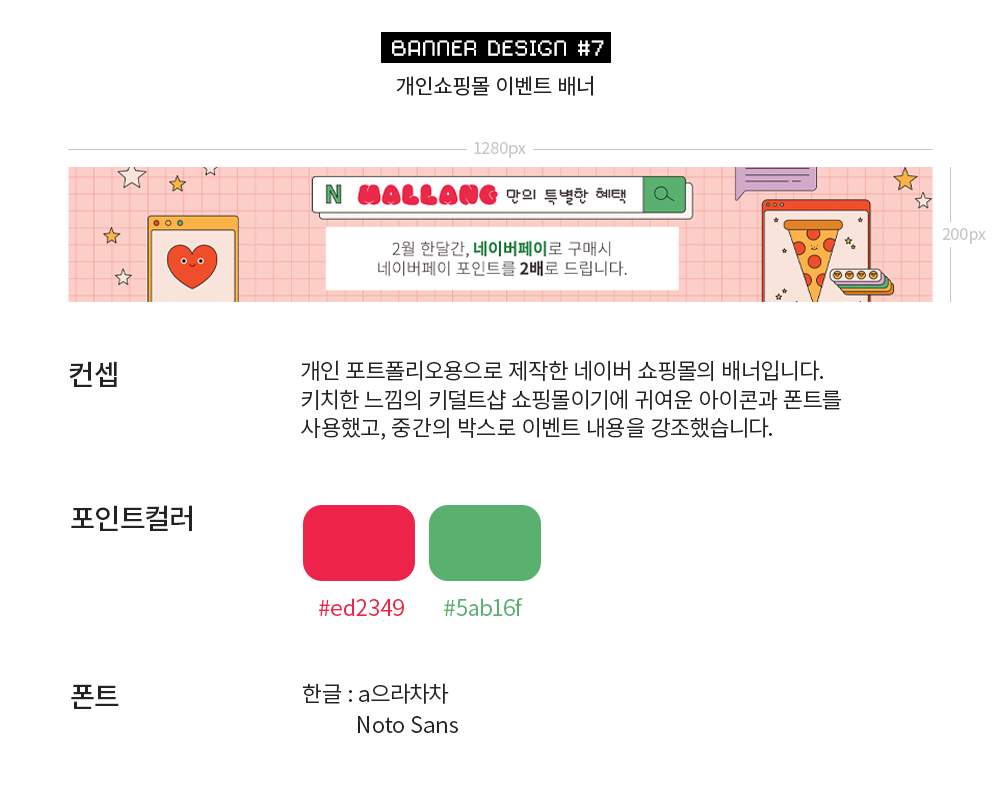 BANNER DESIGN #7
개인쇼핑몰 이벤트 배너
1280px
N MALLANG 만의 특별한 혜택
200px
2월 한달간, 네이버페이로 구매시
네이버페이 포인트를 2배로 드립니다.
컨셉
개인 포트폴리오용으로 제작한 네이버 쇼핑몰의 배너입니다.
키치한 느낌의 키덜트샵 쇼핑몰이기에 귀여운 아이콘과 폰트를
사용했고, 중간의 박스로 이벤트 내용을 강조했습니다.
포인트컬러
#ed2349 #5ab16f
폰트
한글 : a으라차차
Noto Sans